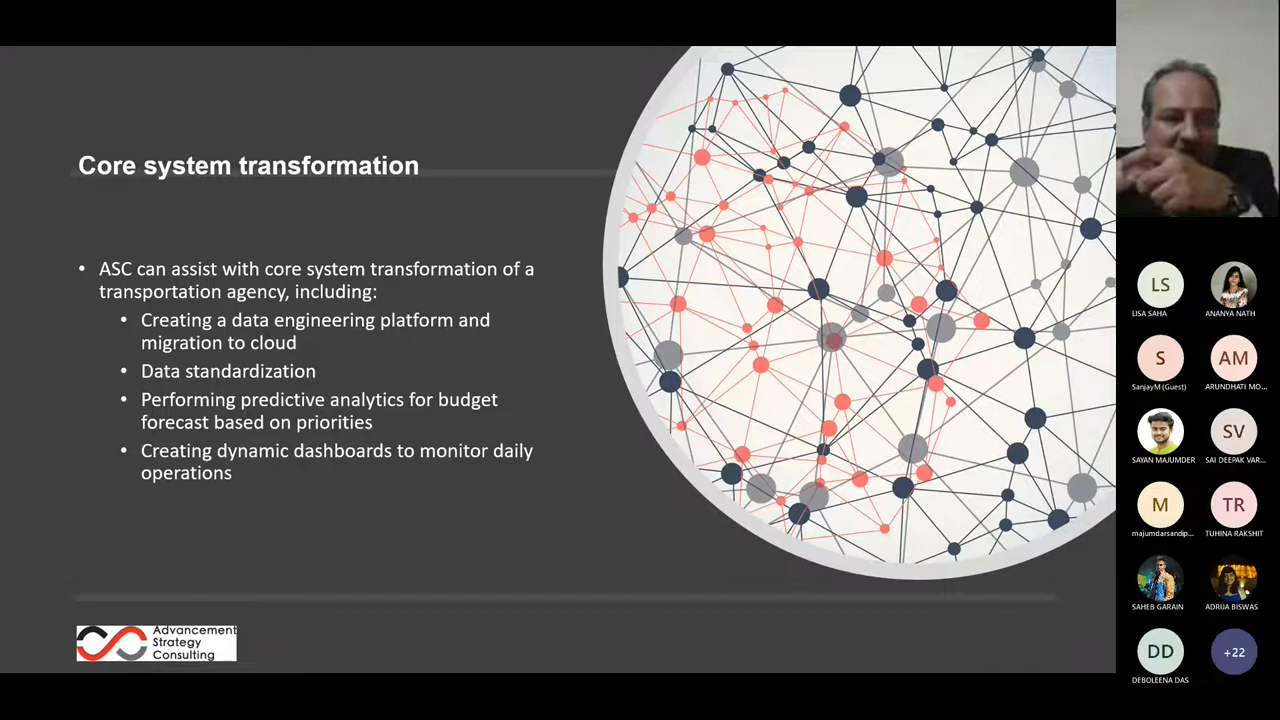 Core system transformation
• ASC can assist with core system transformation of a
transportation agency, including:
• Creating a data engineering platform and
migration to cloud
• Data standardization
• Performing predictive analytics for budget
forecast based on priorities
• Creating dynamic dashboards to monitor daily
operations
Advancement
Strategy
Consulting
LS
LISA SAHA
ANANYA NATH
S
SanjayM (Guest)
AM
ARUNDHATI MO...
SAYAN MAJUMDER
SV
SAI DEEPAK VAR...
M
majumdarsandip...
TR
TUHINA RAKSHIT
SAHEB GARAIN
ADRIJA BISWAS
DD
DEBOLEENA DAS
+22